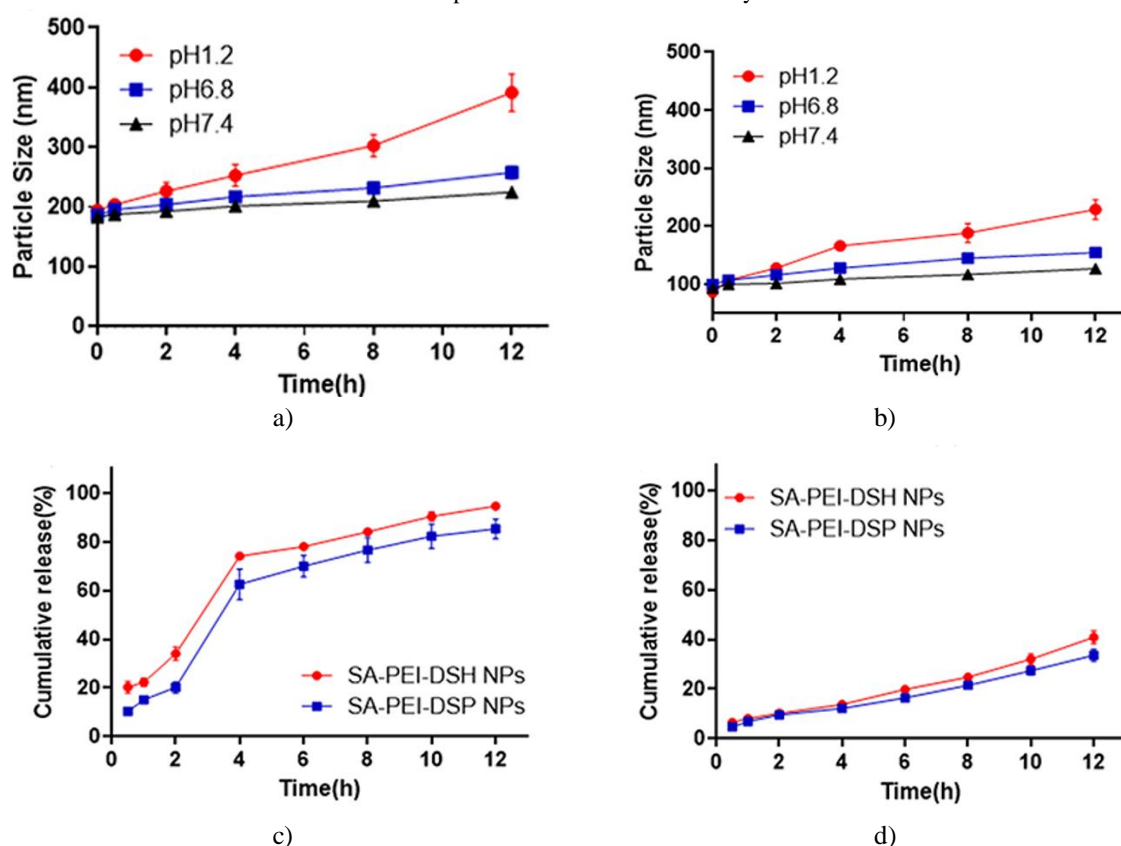 500
400
300
200
100
0
Particle Size (nm)
pH1.2
pH6.8
pH7.4
0 2 4 6 8 10 12
Time(h)
a)
500
400
300
200
100
Particle Size (nm)
pH1.2
pH6.8
pH7.4
0 2 4 6 8 10 12
Time(h)
b)
100
80
60
40
20
0
Cumulative release(%)
SA-PEI-DSH NPs
SA-PEI-DSP NPs
0 2 4 6 8 10 12
Time(h)
c)
100
80
60
40
20
0
Cumulative release(%)
SA-PEI-DSH NPs
SA-PEI-DSP NPs
0 2 4 6 8 10 12
Time(h)
d)